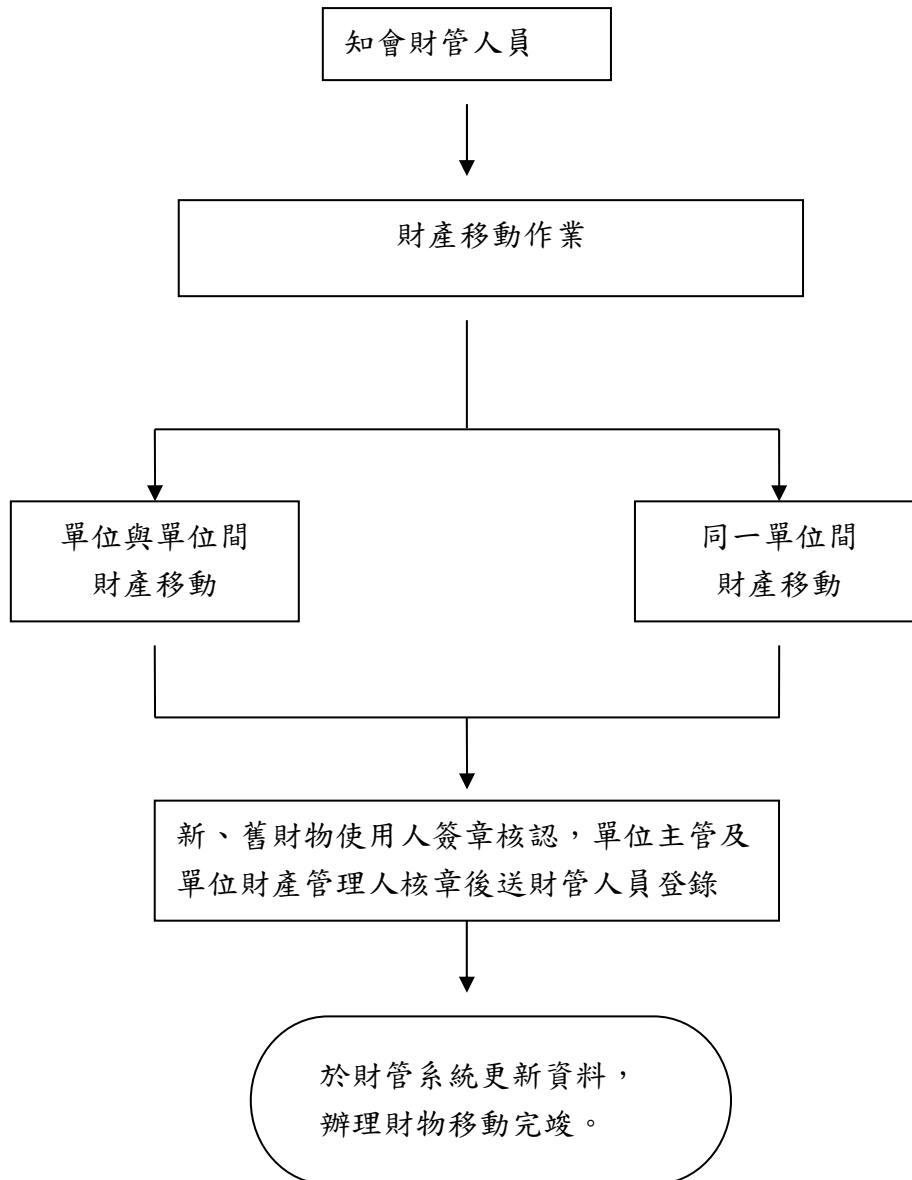 知會財管人員
財產移動作業
單位與單位間
財產移動
同一單位間
財產移動
新、舊財物使用人簽章核認，單位主管及
單位財產管理人核章後送財管人員登錄
於財管系統更新資料，
辦理財物移動完竣。